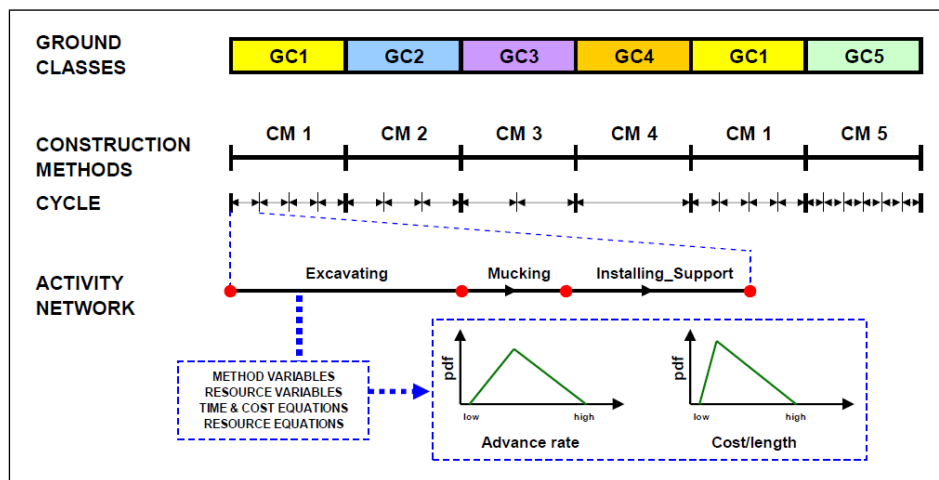 GROUND
CLASSES
GC1 GC2 GC3 GC4 GC1 GC5
CONSTRUCTION
METHODS
CM 1 CM 2 CM 3 CM 4 CM 1 CM 5
CYCLE
ACTIVITY
NETWORK
Excavating Mucking Installing_Support
METHOD VARIABLES
RESOURCE VARIABLES
TIME & COST EQUATIONS
RESOURCE EQUATIONS
pdf
low high
Advance rate
pdf
low high
Cost/length